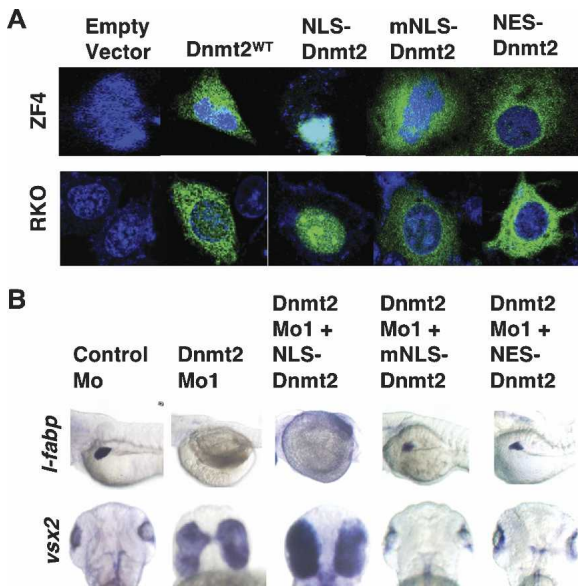 A
Empty Vector
Dnmt2WT
NLS-Dnmt2
mNLS-Dnmt2
NES-Dnmt2
ZF4
RKO
B
Control Mo
Dnmt2 Mo1
Dnmt2 Mo1 + NLS-Dnmt2
Dnmt2 Mo1 + mNLS-Dnmt2
Dnmt2 Mo1 + NES-Dnmt2
l-fabp
vsx2